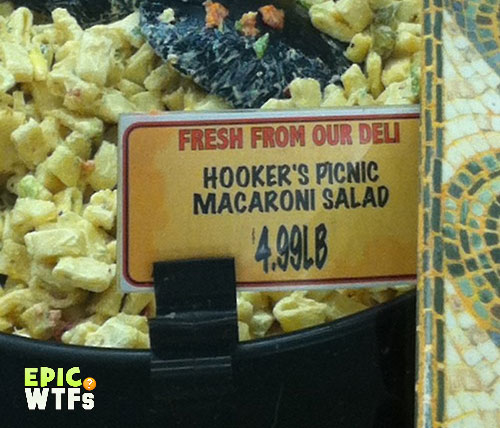 FRESH FROM OUR DELI
HOOKER'S PICNIC
MACARONI SALAD
$4.99LB
EPIC
WTFs